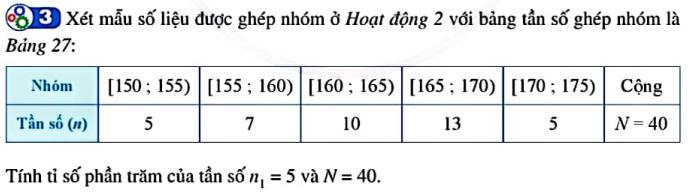 3 Xét mẫu số liệu được ghép nhóm ở Hoạt động 2 với bảng tần số ghép nhóm là
Bảng 27:
Nhóm [150 ; 155) [155 ; 160) [160 ; 165) [165 ; 170) [170 ; 175) Cộng
Tần số (n) 5 7 10 13 5 N = 40
Tính tỉ số phần trăm của tần số n₁ = 5 và N = 40.